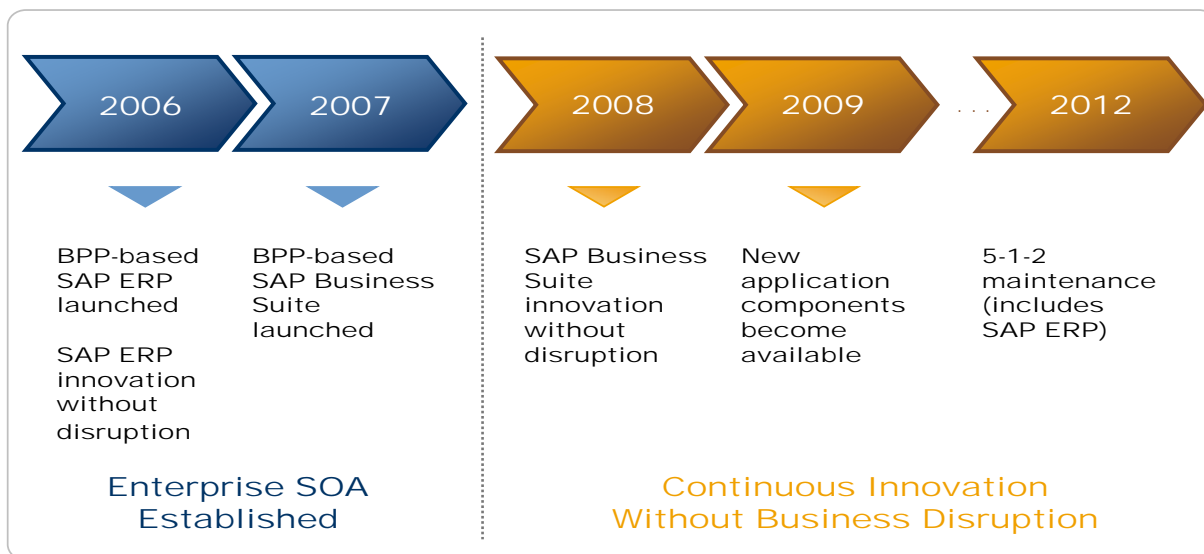 2006
2007
2008
2009
. . .
2012
BPP-based
SAP ERP
launched
SAP ERP
innovation
without
disruption
BPP-based
SAP Business
Suite
launched
SAP Business
Suite
innovation
without
disruption
New
application
components
become
available
5-1-2
maintenance
(includes
SAP ERP)
Enterprise SOA
Established
Continuous Innovation
Without Business Disruption